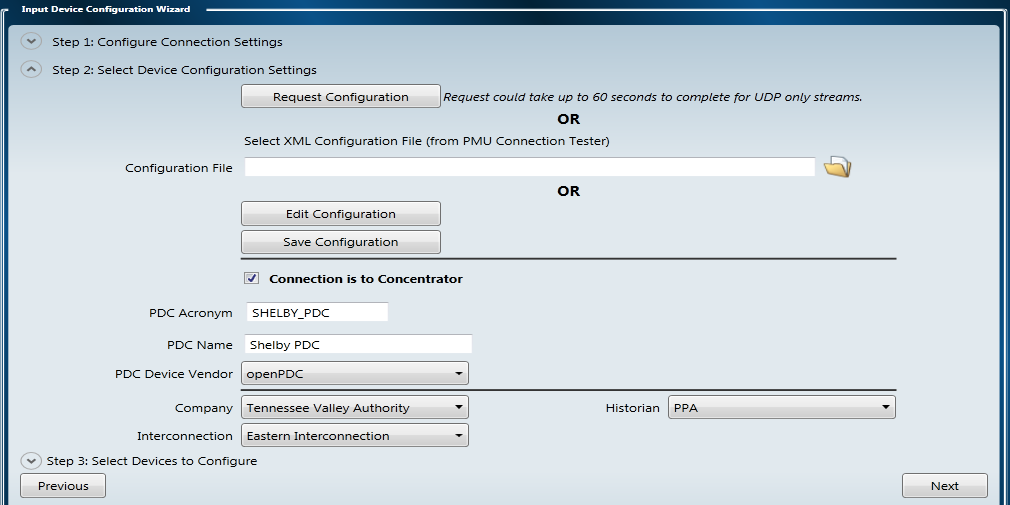 Input Device Configuration Wizard
Step 1: Configure Connection Settings
Step 2: Select Device Configuration Settings
Request Configuration Request could take up to 60 seconds to complete for UDP only streams.
OR
Select XML Configuration File (from PMU Connection Tester)
Configuration File
OR
Edit Configuration
Save Configuration
Connection is to Concentrator
PDC Acronym SHELBY_PDC
PDC Name Shelby PDC
PDC Device Vendor openPDC
Company Tennessee Valley Authority Historian PPA
Interconnection Eastern Interconnection
Step 3: Select Devices to Configure
Previous Next